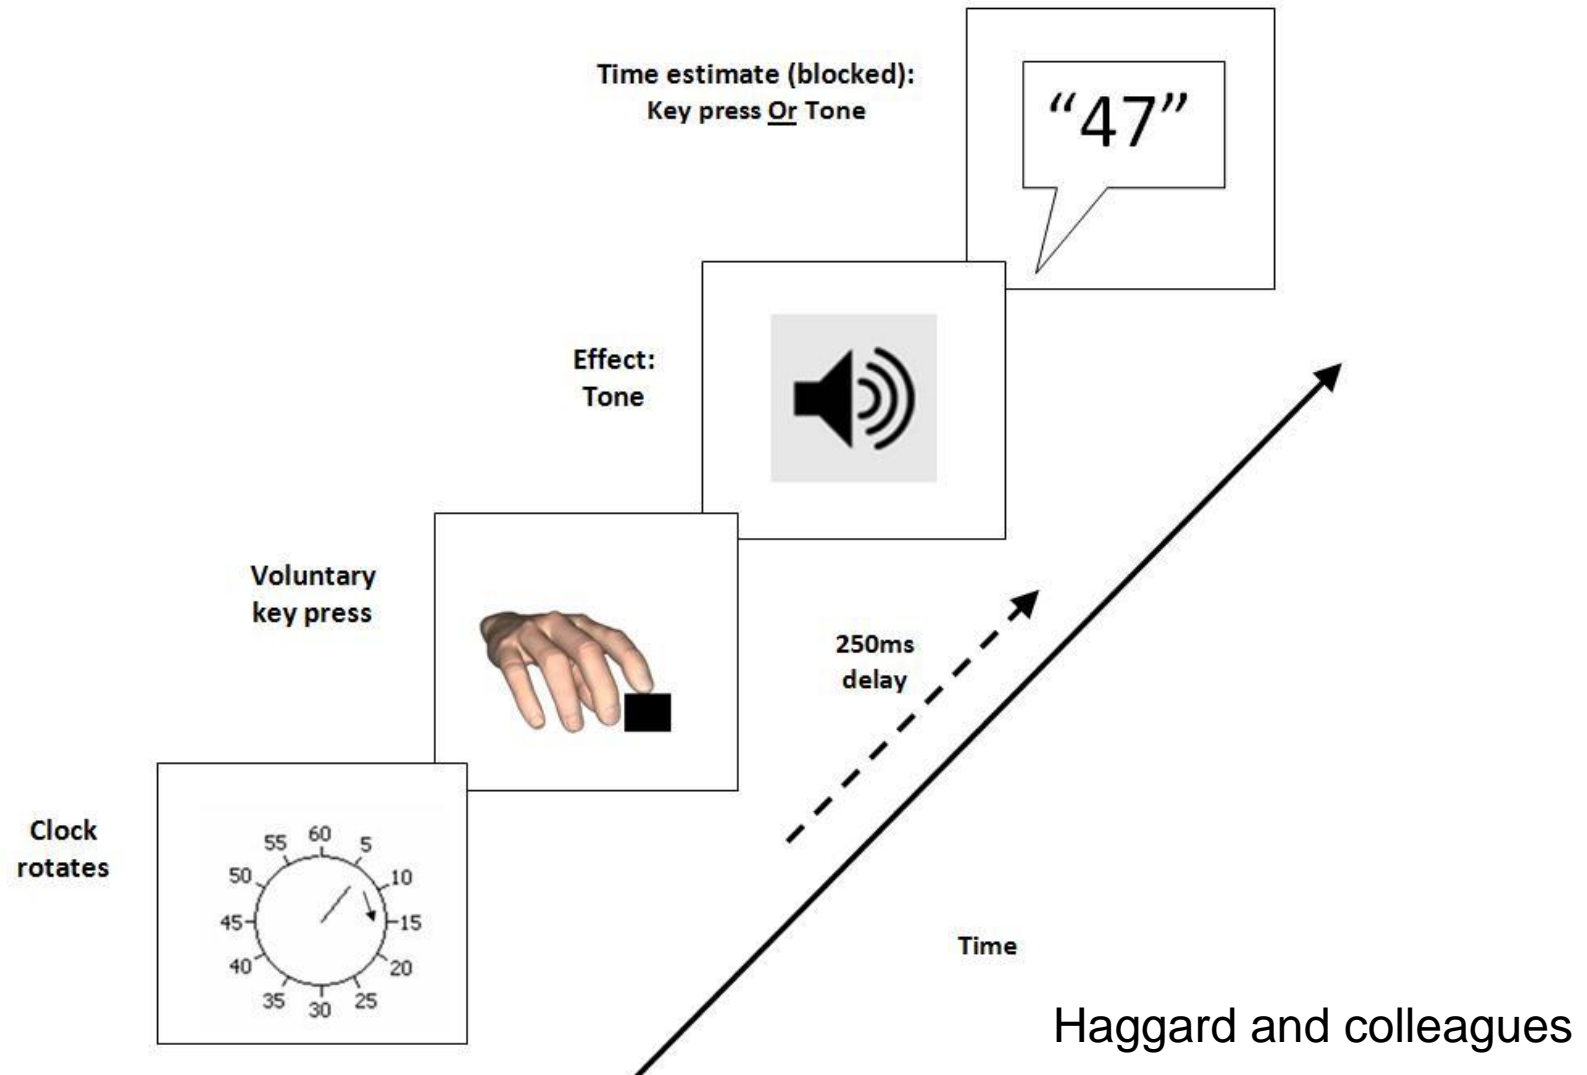 Time estimate (blocked):
Key press Or Tone
“47”
Effect:
Tone
Voluntary
key press
250ms
delay
Clock
rotates
60
5
10
15
20
25
30
35
40
45
50
55
Time
Haggard and colleagues